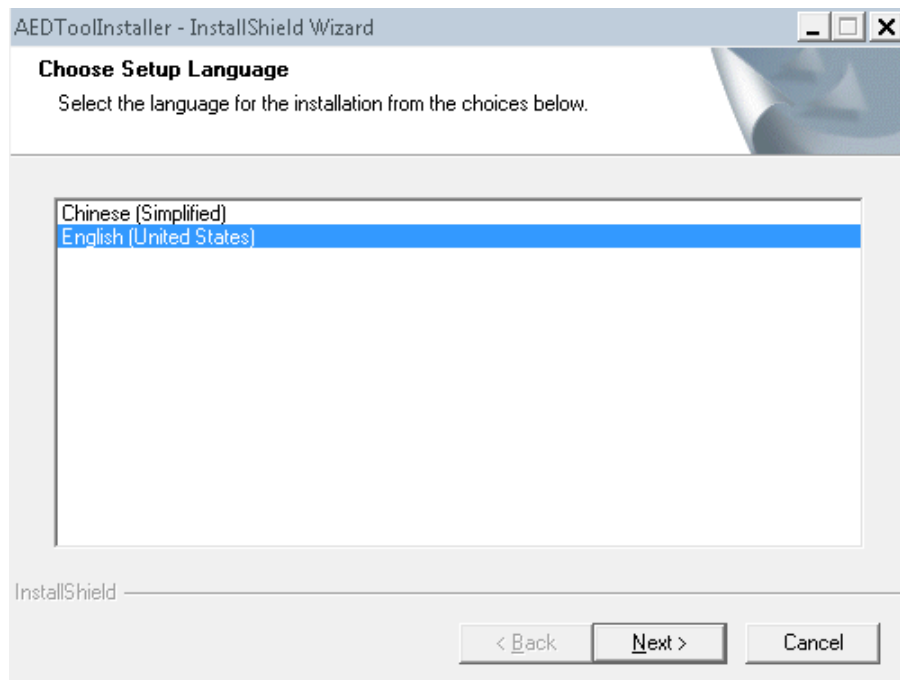 AEDToolInstaller - InstallShield Wizard
Choose Setup Language
Select the language for the installation from the choices below.
Chinese (Simplified)
English (United States)
InstallShield
< Back
Next >
Cancel